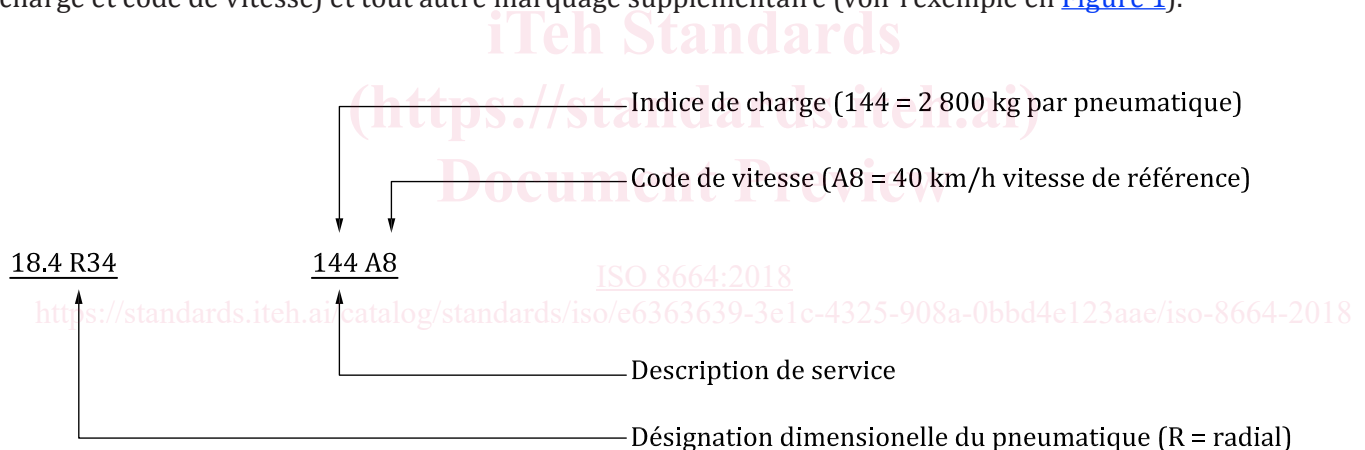 charge et code de vitesse) et tout autre marquage supplémentaire (voir l'exemple en Figure 1).
iTeh Standards
Indice de charge (144 = 2 800 kg par pneumatique)
(https://standards.iteh.ai)
Code de vitesse (A8 = 40 km/h vitesse de référence)
Document Preview
18.4 R34 144 A8
ISO 8664:2018
https://standards.iteh.ai/catalog/standards/iso/e6363639-3e1c-4325-908a-0bbd4e123aae/iso-8664-2018
Description de service
Désignation dimensionelle du pneumatique (R = radial)